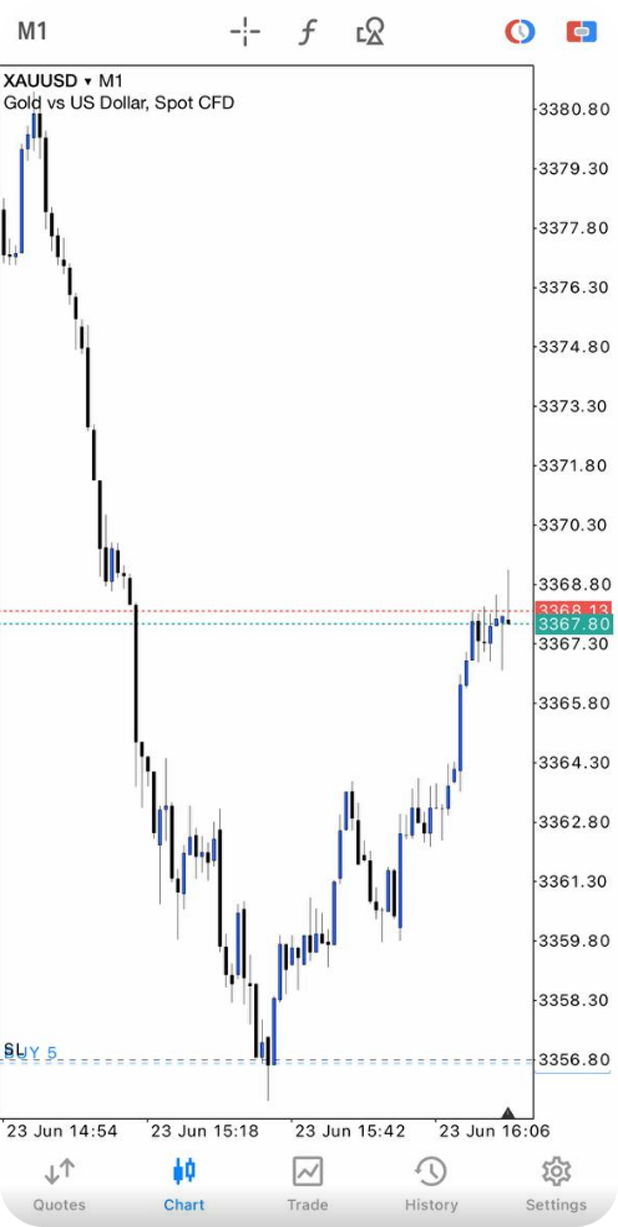 M1
XAUUSD ▾ M1
Gold vs US Dollar, Spot CFD
3380.80
3379.30
3377.80
3376.30
3374.80
3373.30
3371.80
3370.30
3368.80
3368.13
3367.80
3367.30
3365.80
3364.30
3362.80
3361.30
3359.80
3358.30
SL
BUY 5
3356.80
23 Jun 14:54 23 Jun 15:18 23 Jun 15:42 23 Jun 16:06
Quotes Chart Trade History Settings